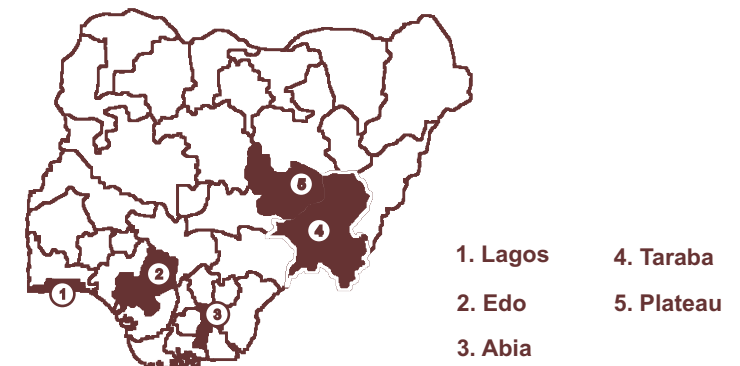 5
4
2
1
3
1. Lagos
2. Edo
3. Abia
4. Taraba
5. Plateau